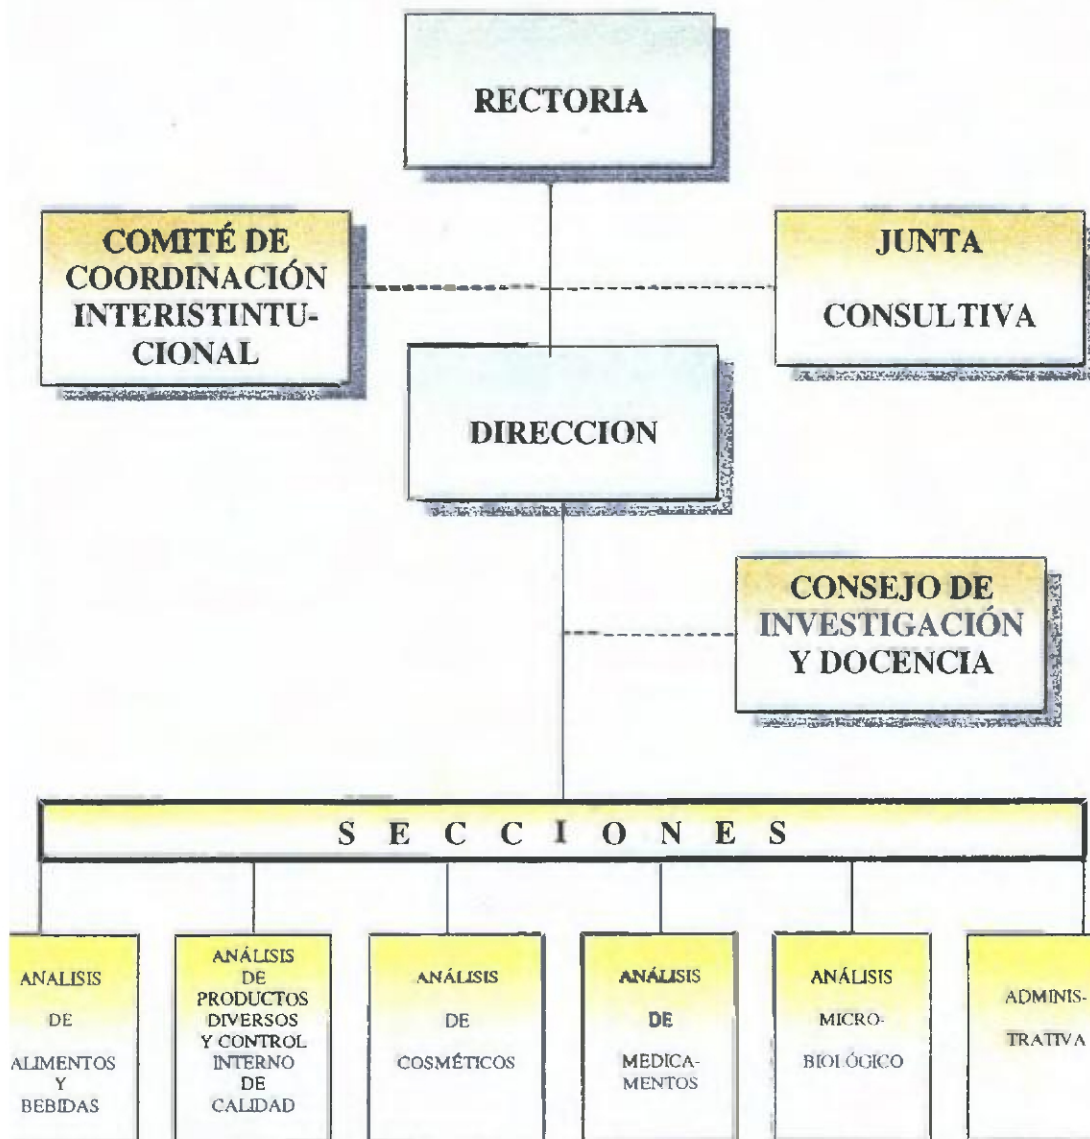 RECTORIA
COMITÉ DE
COORDINACIÓN
INTERISTINTU-
CIONAL
JUNTA
CONSULTIVA
DIRECCION
CONSEJO DE
INVESTIGACIÓN
Y DOCENCIA
S E C C I O N E S
ANALISIS
DE
ALIMENTOS
Y
BEBIDAS
ANÁLISIS
DE
PRODUCTOS
DIVERSOS
Y CONTROL
INTERNO
DE
CALIDAD
ANÁLISIS
DE
COSMÉTICOS
ANÁLISIS
DE
MEDICA-
MENTOS
ANÁLISIS
MICRO-
BIOLÓGICO
ADMINIS-
TRATIVA